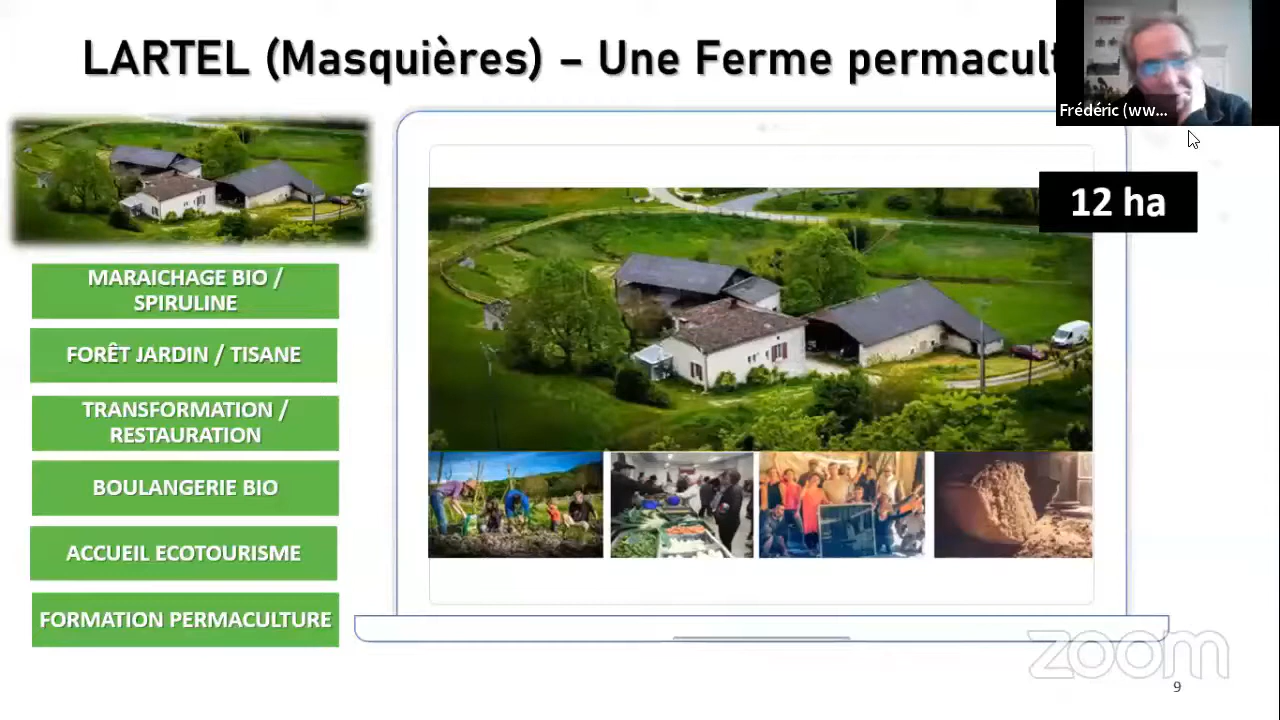 LARTEL (Masquières) – Une Ferme permacult
Frédéric (ww...
12 ha
MARAICHAGE BIO /
SPIRULINE
FORÊT JARDIN / TISANE
TRANSFORMATION /
RESTAURATION
BOULANGERIE BIO
ACCUEIL ECOTOURISME
FORMATION PERMACULTURE
zoom
9